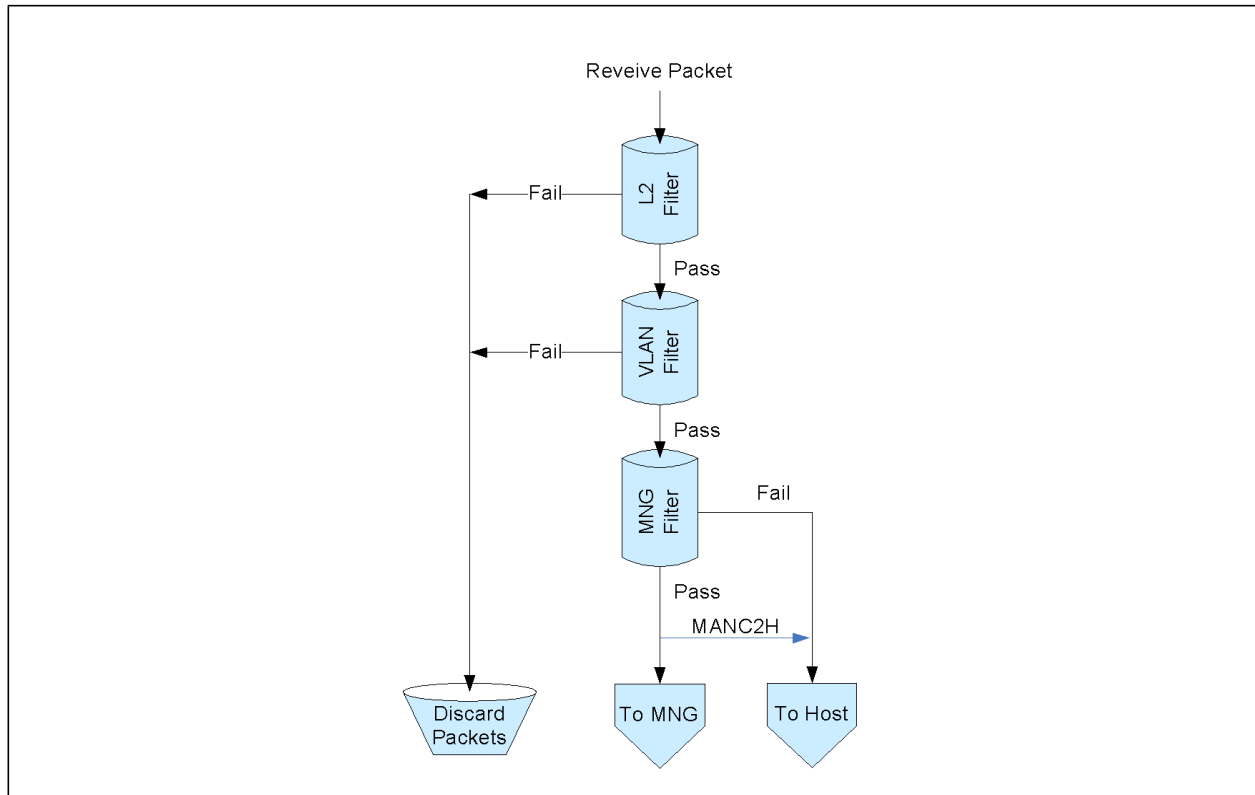 Reveive Packet
L2
Filter
Fail
Pass
VLAN
Filter
Fail
Pass
MNG
Filter
Fail
Pass
MANC2H
Discard
Packets
To MNG
To Host